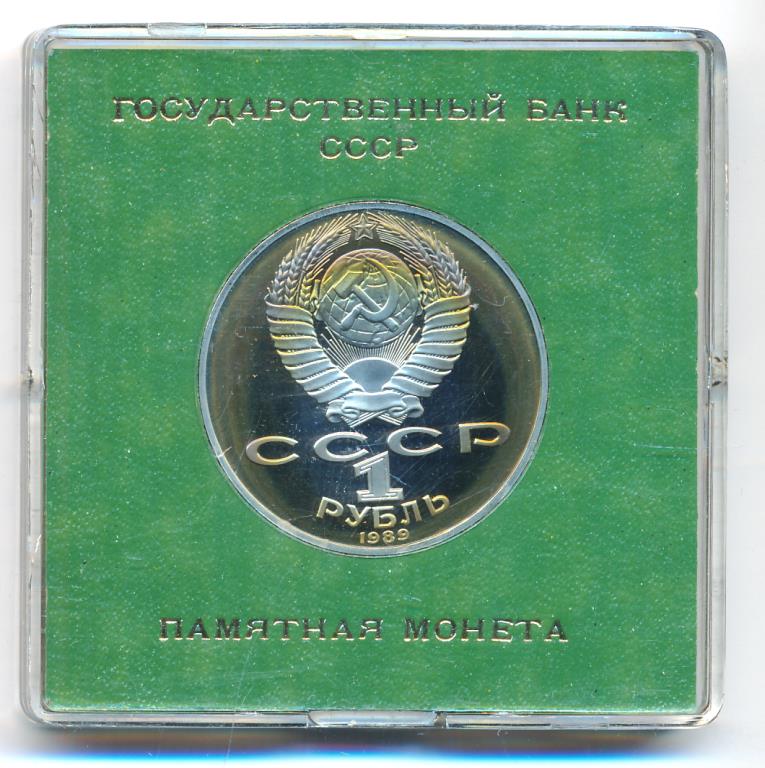 ГОСУДАРСТВЕННЫЙ БАНК
СССР
СССР
1
РУБЛЬ
1989
ПАМЯТНАЯ МОНЕТА